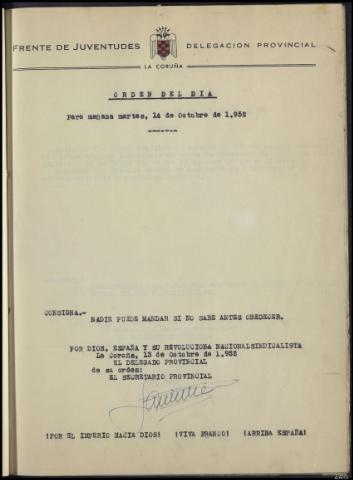 FRENTE DE JUVENTUDES DELEGACION PROVINCIAL
LA CORUÑA
ORDEN DEL DIA
Para mañana martes, 14 de Octubre de 1.952
-------
CONSIGNA.-
NADIE PUEDE MANDAR SI NO SABE ANTES OBEDECER.
POR DIOS, ESPAÑA Y SU REVOLUCIONA NACIONALSINDICALISTA
La Coruña, 13 de Octubre de 1.952
EL DELEGADO PROVINCIAL
de su orden:
EL SECRETARIO PROVINCIAL
¡POR EL IMPERIO HACIA DIOS! ¡VIVA FRANCO! ¡ARRIBA ESPAÑA!